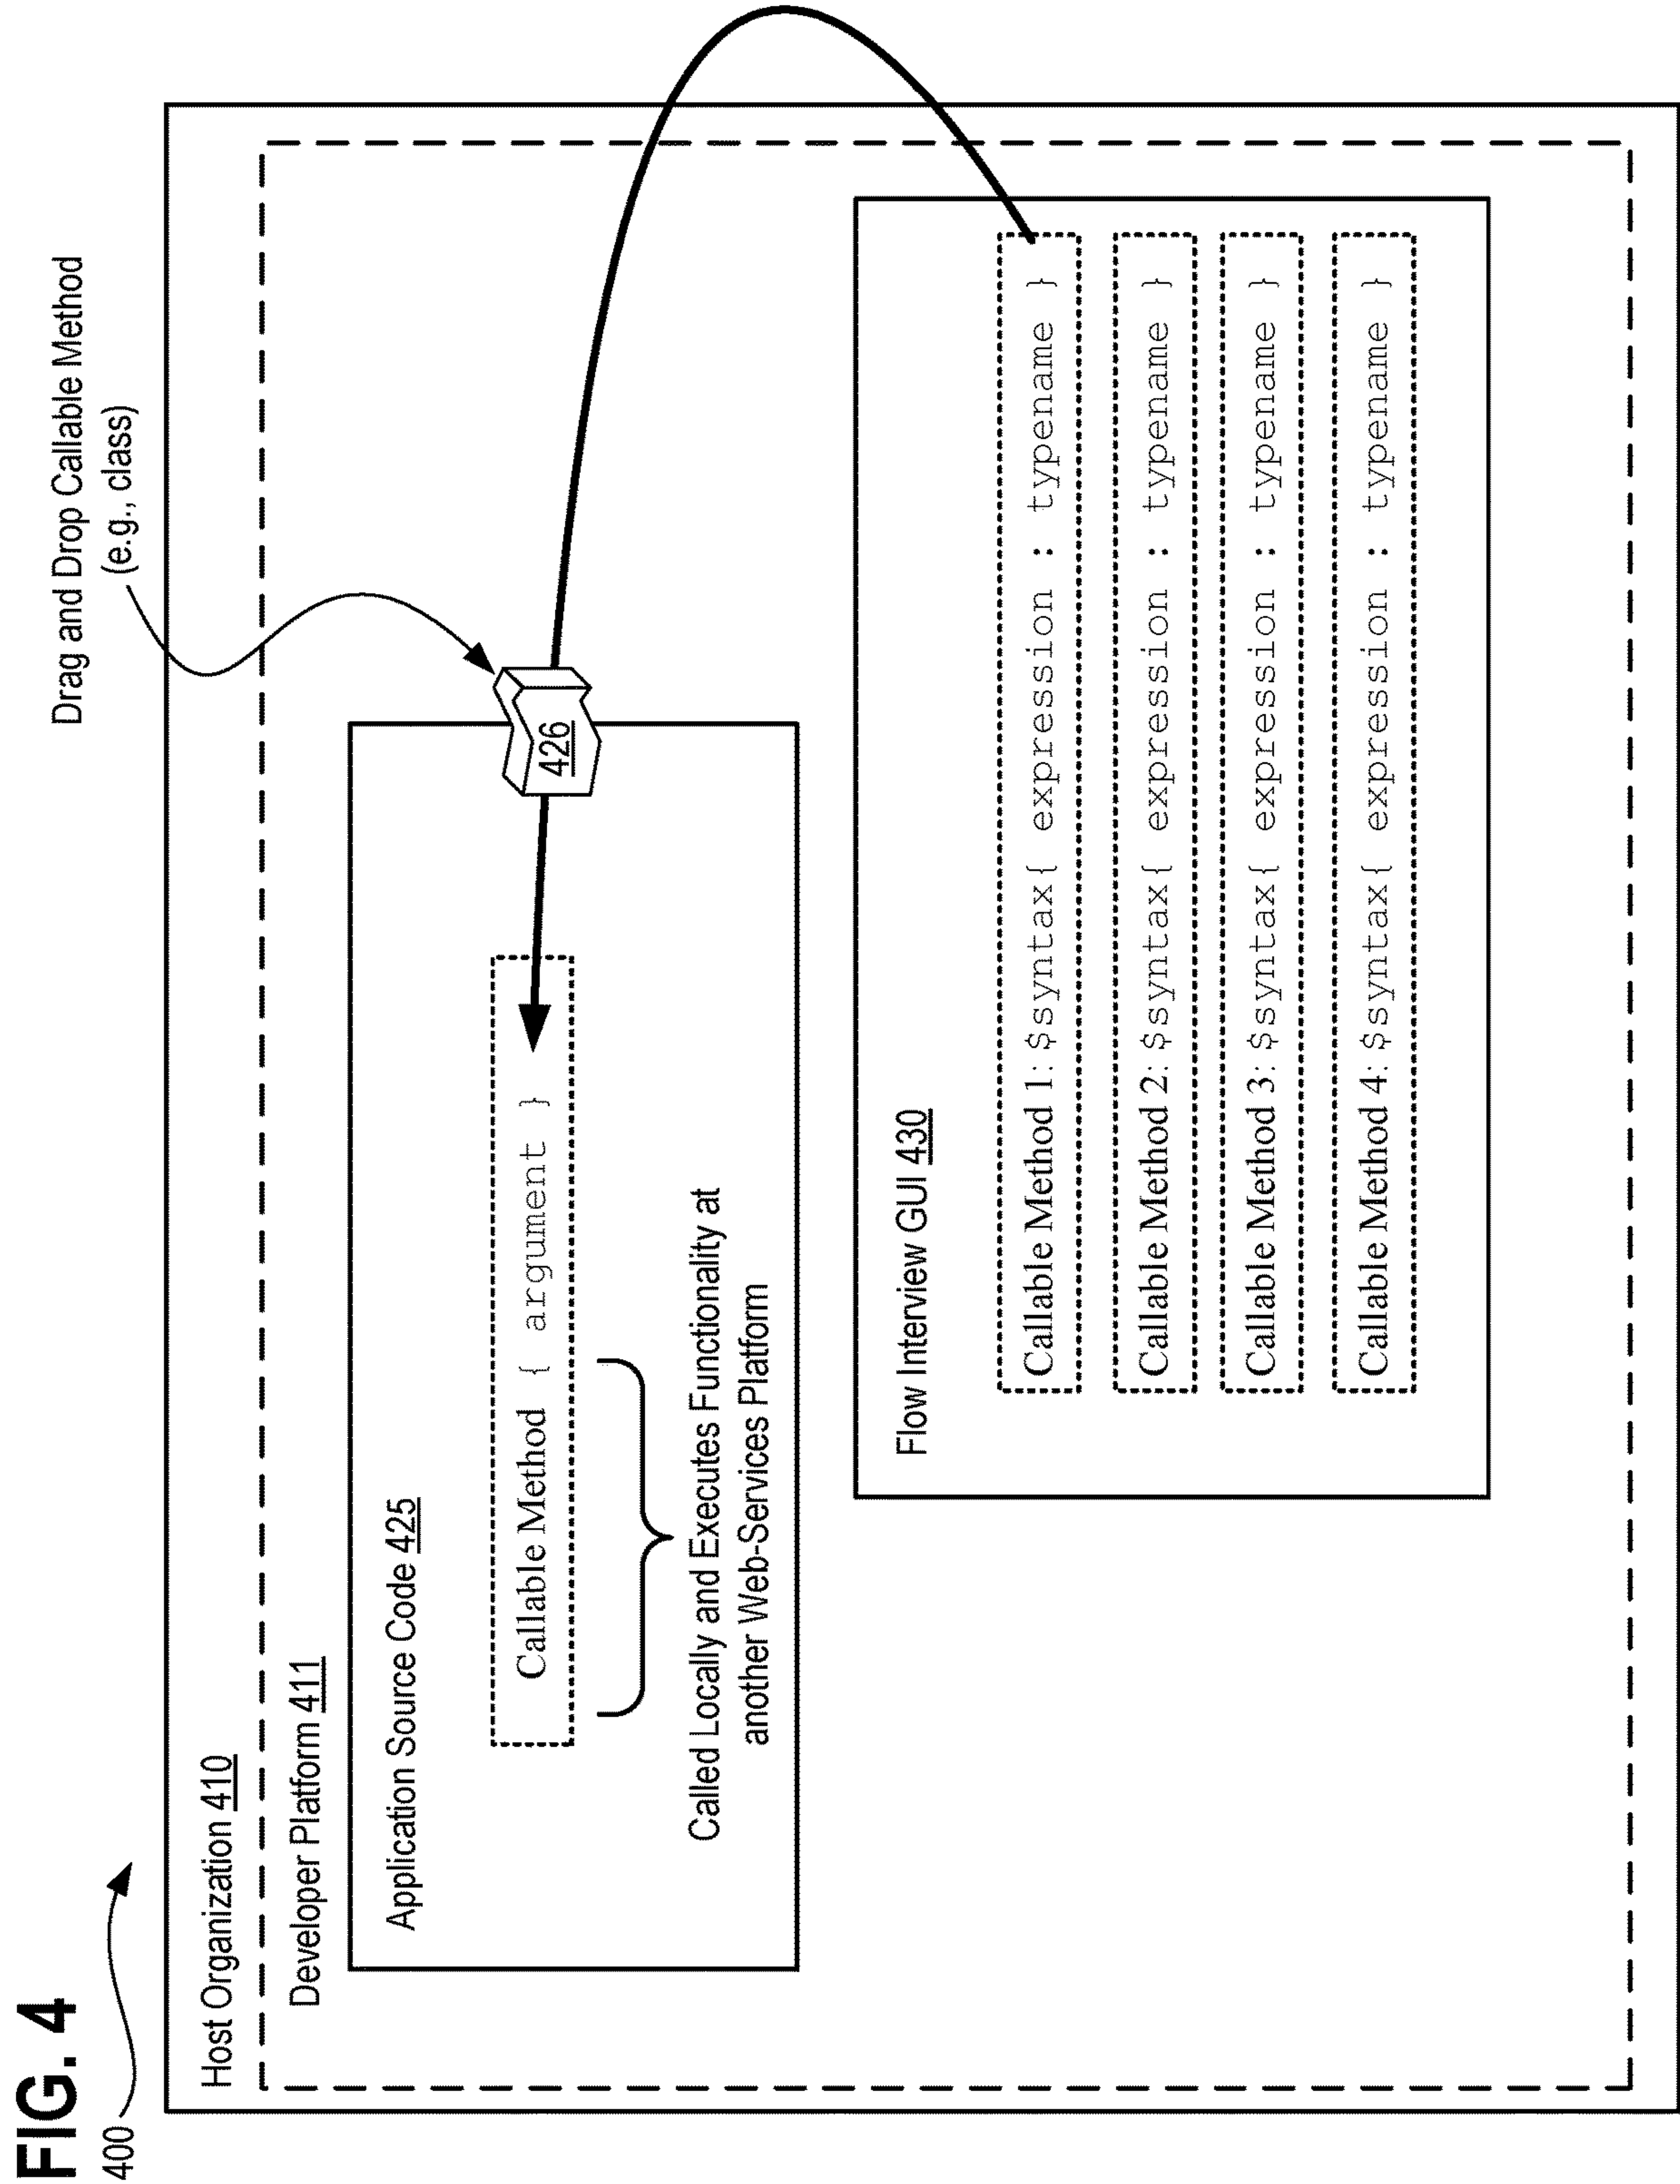 FIG. 4
400
Drag and Drop Callable Method
(e.g., class)
Host Organization 410
Developer Platform 411
Application Source Code 425
Callable Method { argument }
426
Called Locally and Executes Functionality at
another Web-Services Platform
Flow Interview GUI 430
Callable Method 1: $syntax{ expression : typename }
Callable Method 2: $syntax{ expression : typename }
Callable Method 3: $syntax{ expression : typename }
Callable Method 4: $syntax{ expression : typename }